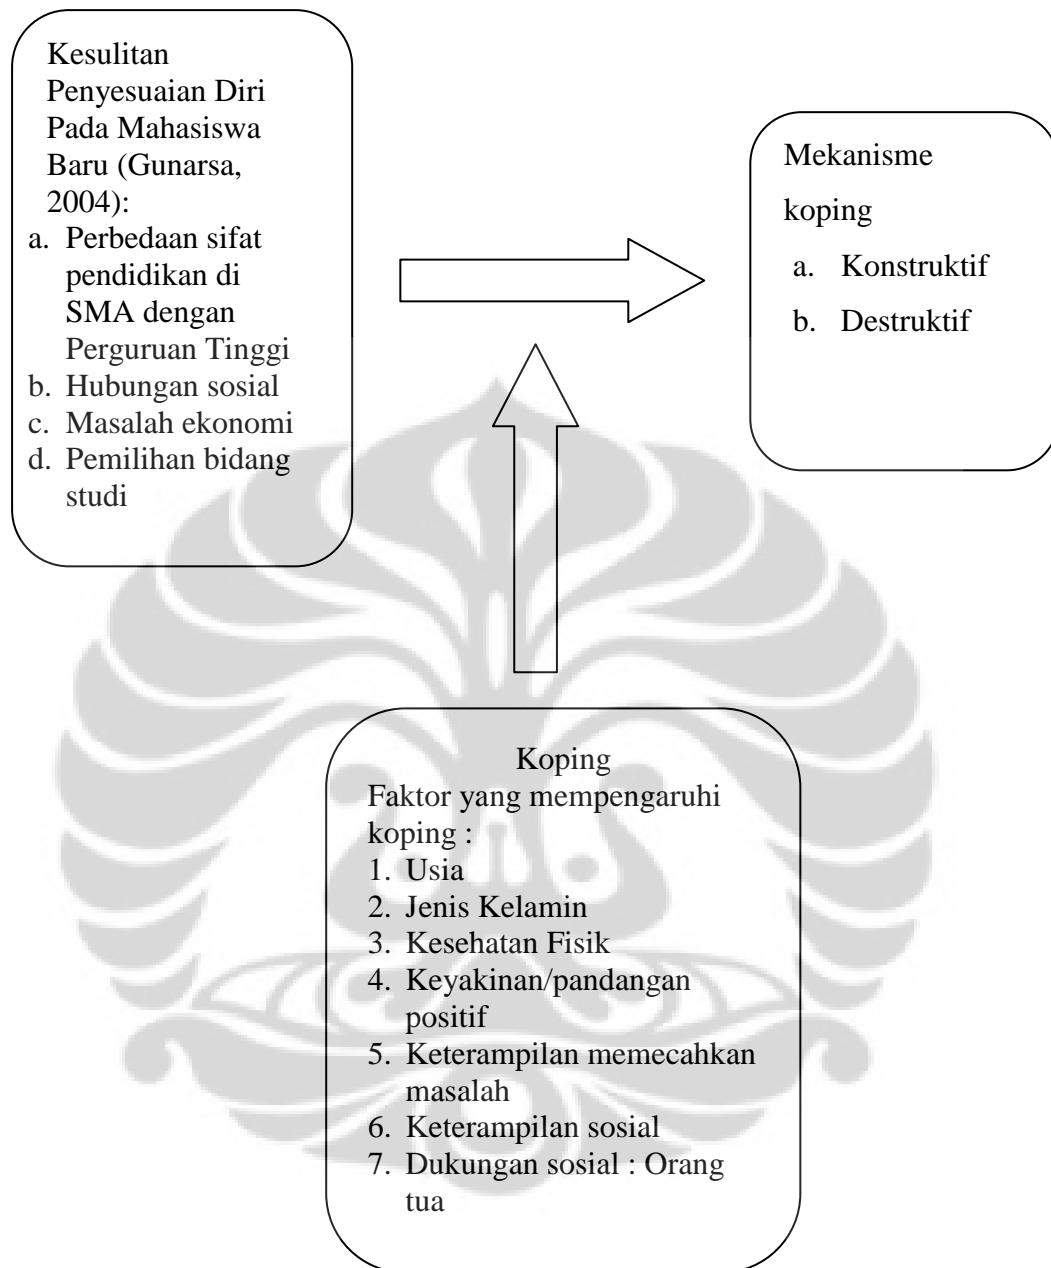 Kesulitan
Penyesuaian Diri
Pada Mahasiswa
Baru (Gunarsa,
2004):
a. Perbedaan sifat
pendidikan di
SMA dengan
Perguruan Tinggi
b. Hubungan sosial
c. Masalah ekonomi
d. Pemilihan bidang
studi
Mekanisme
koping
a. Konstruktif
b. Destruktif
Koping
Faktor yang mempengaruhi
koping :
1. Usia
2. Jenis Kelamin
3. Kesehatan Fisik
4. Keyakinan/pandangan
positif
5. Keterampilan memecahkan
masalah
6. Keterampilan sosial
7. Dukungan sosial : Orang
tua